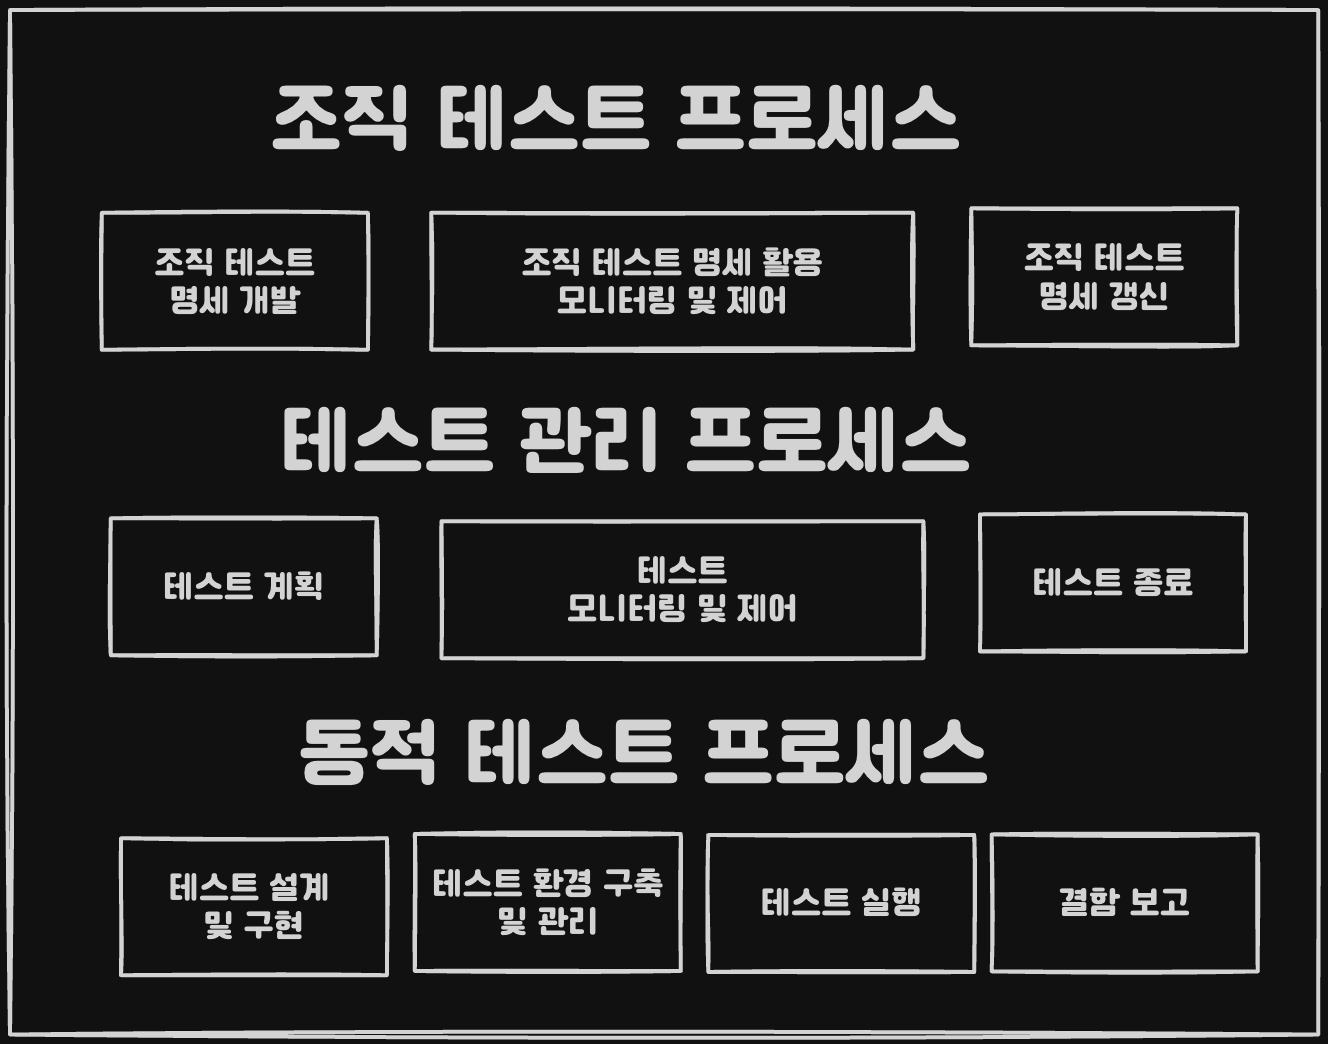 조직 테스트 프로세스
조직 테스트
명세 개발
조직 테스트 명세 활용
모니터링 및 제어
조직 테스트
명세 갱신
테스트 관리 프로세스
테스트 계획
테스트
모니터링 및 제어
테스트 종료
동적 테스트 프로세스
테스트 설계
및 구현
테스트 환경 구축
및 관리
테스트 실행
결함 보고